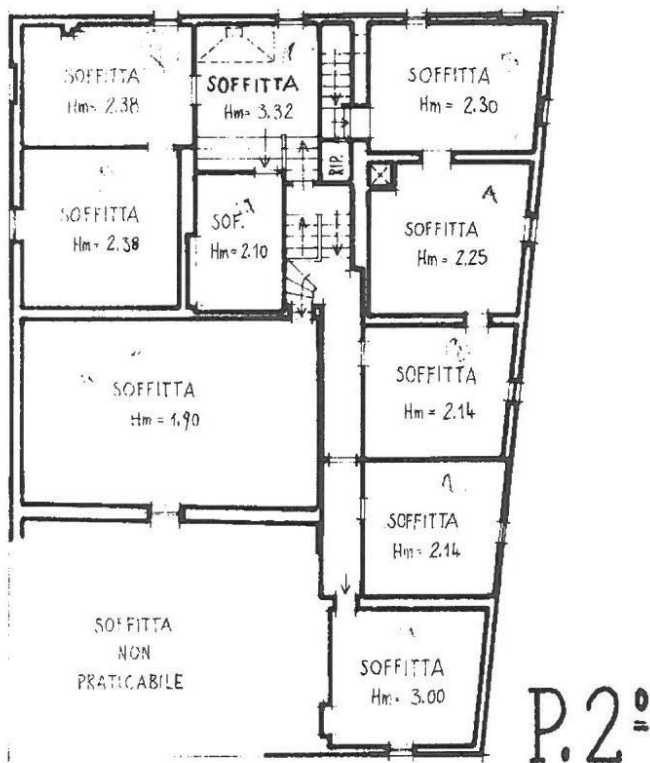 SOFFITTA
Hm= 2.38
SOFFITTA
Hm= 3.32
SOFFITTA
Hm= 2.30
RIP.
SOFFITTA
Hm= 2.38
SOF.
Hm= 2.10
SOFFITTA
Hm= 2.25
SOFFITTA
Hm= 1.90
SOFFITTA
Hm= 2.14
SOFFITTA
Hm= 2.14
SOFFITTA
NON
PRATICABILE
SOFFITTA
Hm= 3.00
P.2º